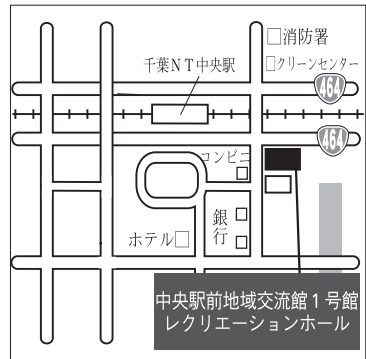 消防署
千葉NT中央駅
クリーンセンター
464
464
コンビニ
銀行
ホテル
中央駅前地域交流館1号館
レクリエーションホール